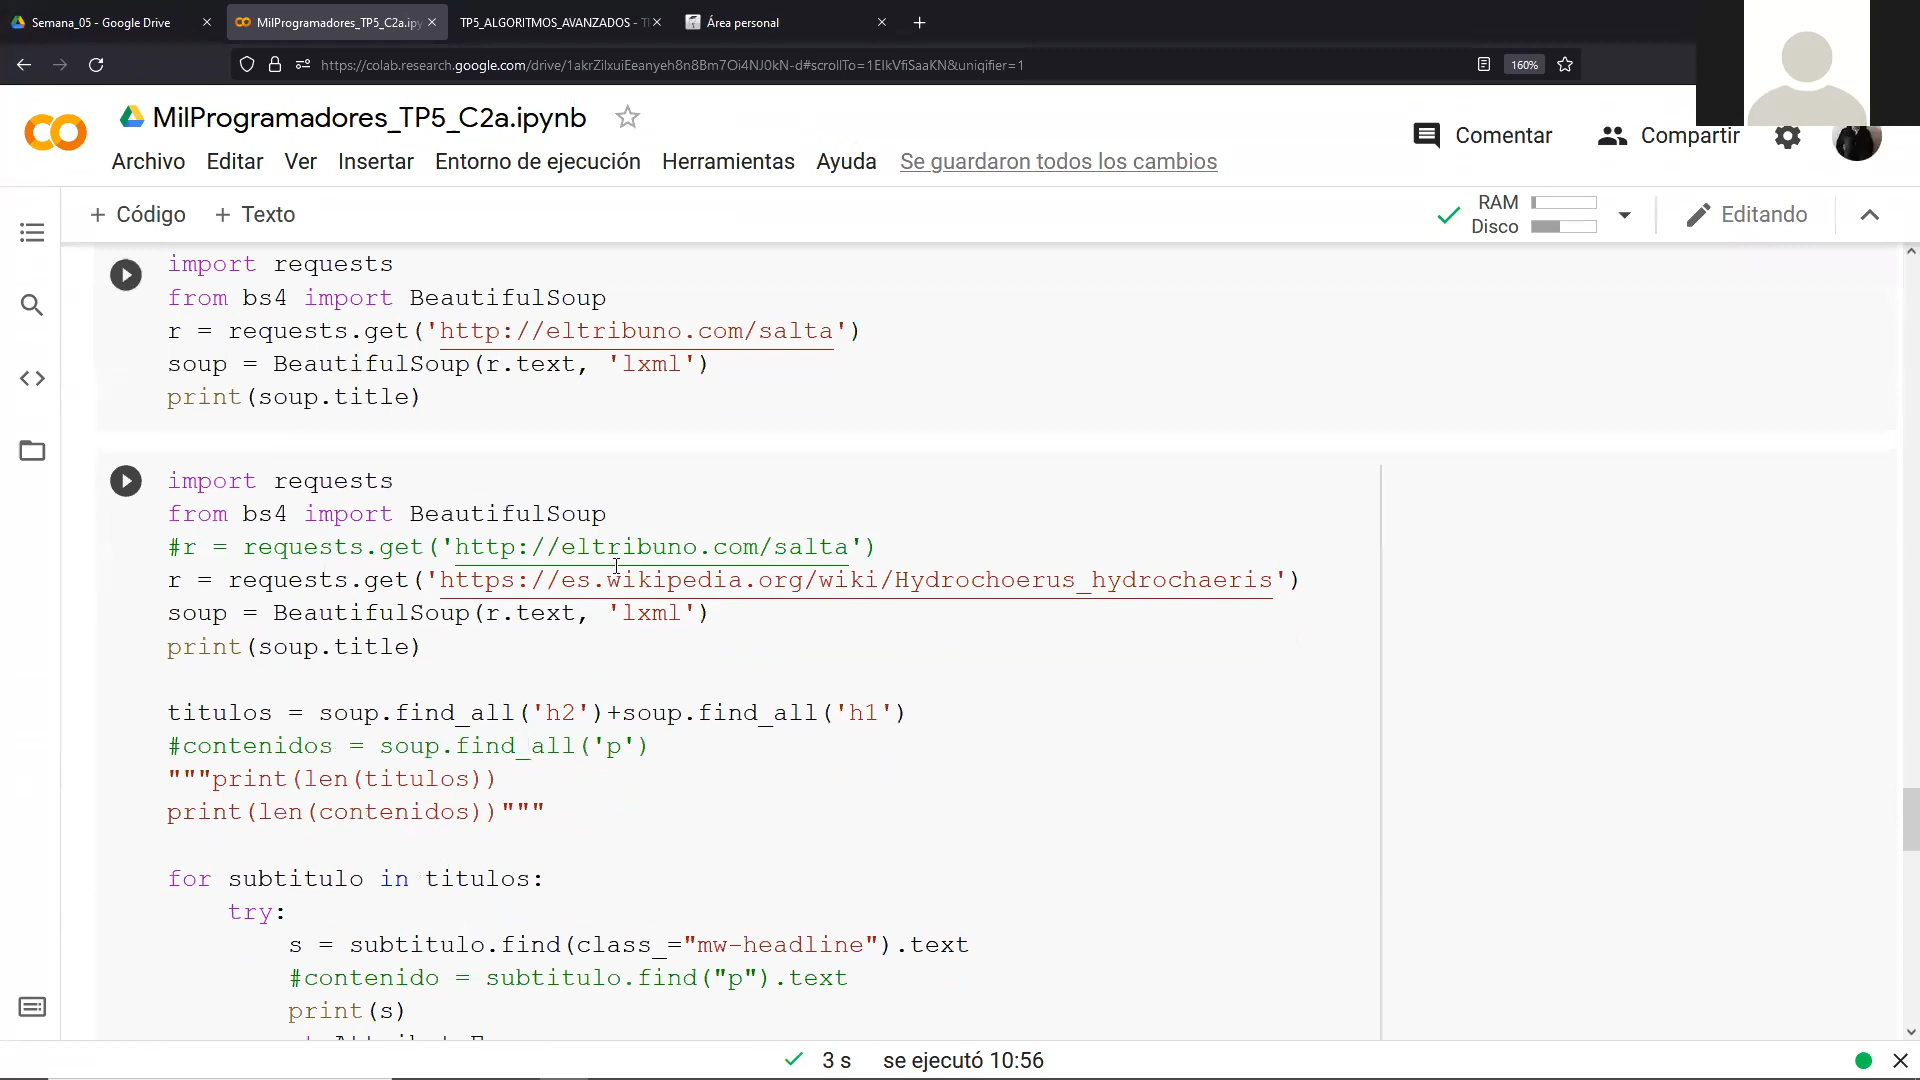 Semana_05 - Google Drive
MilProgramadores_TP5_C2a.ipy
TP5_ALGORITMOS_AVANZADOS - T
Área personal
https://colab.research.google.com/drive/1akrZilxuiEeanyeh8n8Bm7Oi4NJ0kN-d#scrollTo=1EIkVfiSaaKN&uniqifier=1
160%
MilProgramadores_TP5_C2a.ipynb
Comentar
Compartir
Archivo Editar Ver Insertar Entorno de ejecución Herramientas Ayuda Se guardaron todos los cambios
+ Código + Texto
RAM
Disco
Editando
import requests
from bs4 import BeautifulSoup
r = requests.get('http://eltribuno.com/salta')
soup = BeautifulSoup(r.text, 'lxml')
print(soup.title)
import requests
from bs4 import BeautifulSoup
#r = requests.get('http://eltribuno.com/salta')
r = requests.get('https://es.wikipedia.org/wiki/Hydrochoerus_hydrochaeris')
soup = BeautifulSoup(r.text, 'lxml')
print(soup.title)
titulos = soup.find_all('h2')+soup.find_all('h1')
#contenidos = soup.find_all('p')
"""print(len(titulos))
print(len(contenidos))"""
for subtitulo in titulos:
try:
s = subtitulo.find(class_="mw-headline").text
#contenido = subtitulo.find("p").text
print(s)
3 s se ejecutó 10:56